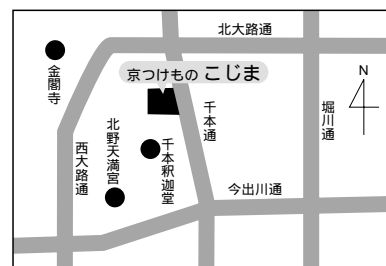 北大路通
金閣寺
京つけもの こじま
N
千本通
堀川通
北野天満宮
千本釈迦堂
西大路通
今出川通